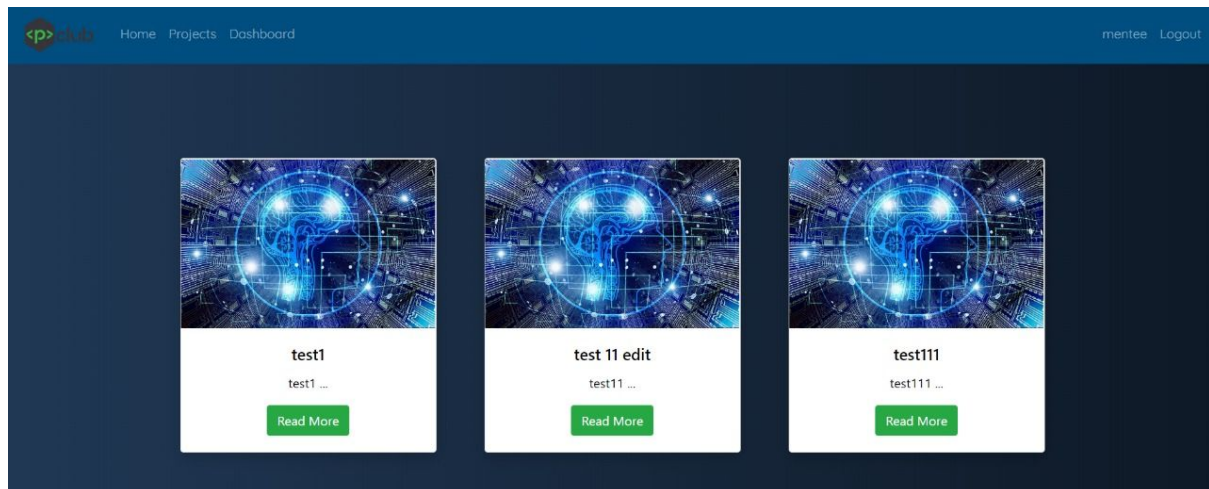 <p>club Home Projects Dashboard mentee Logout
test1
test1 ...
Read More
test 11 edit
test11 ...
Read More
test111
test111 ...
Read More